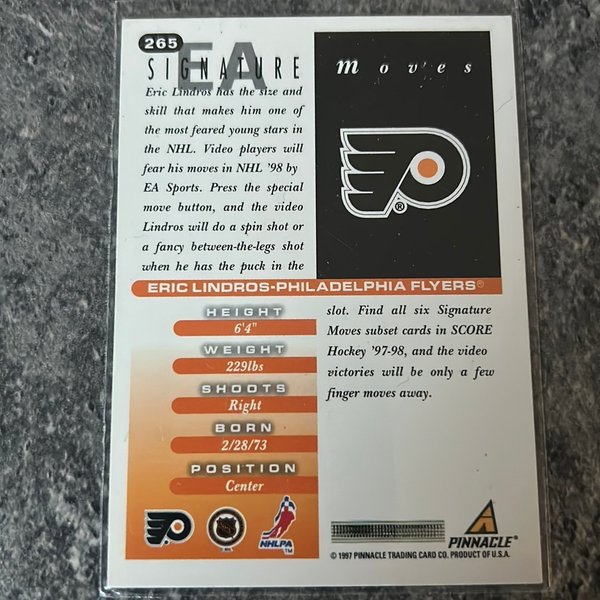 265
EA
SIGNATURE
Moves
Eric Lindros has the size and
skill that makes him one of
the most feared young stars in
the NHL. Video players will
fear his moves in NHL '98 by
EA Sports. Press the special
move button, and the video
Lindros will do a spin shot or
a fancy between-the-legs shot
when he has the puck in the
®
ERIC LINDROS-PHILADELPHIA FLYERS®
slot. Find all six Signature
Moves subset cards in SCORE
Hockey '97-98, and the video
victories will be only a few
finger moves away.
HEIGHT
6'4"
WEIGHT
229lbs
SHOOTS
Right
BORN
2/28/73
POSITION
Center
NHLPA
TM
PINNACLE®
© 1997 PINNACLE TRADING CARD CO. PRODUCT OF U.S.A.